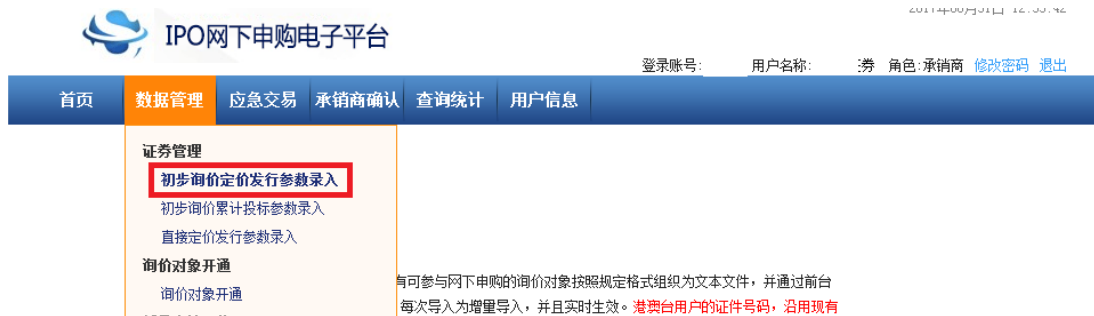 IPO网下申购电子平台
登录账号: 用户名称: 券 角色:承销商 修改密码 退出
首页 数据管理 应急交易 承销商确认 查询统计 用户信息
证券管理
初步询价定价发行参数录入
初步询价累计投标参数录入
直接定价发行参数录入
询价对象开通
询价对象开通
有可参与网下申购的询价对象按照规定格式组织为文本文件，并通过前台
每次导入为增量导入，并且实时生效。港澳台用户的证件号码，沿用现有